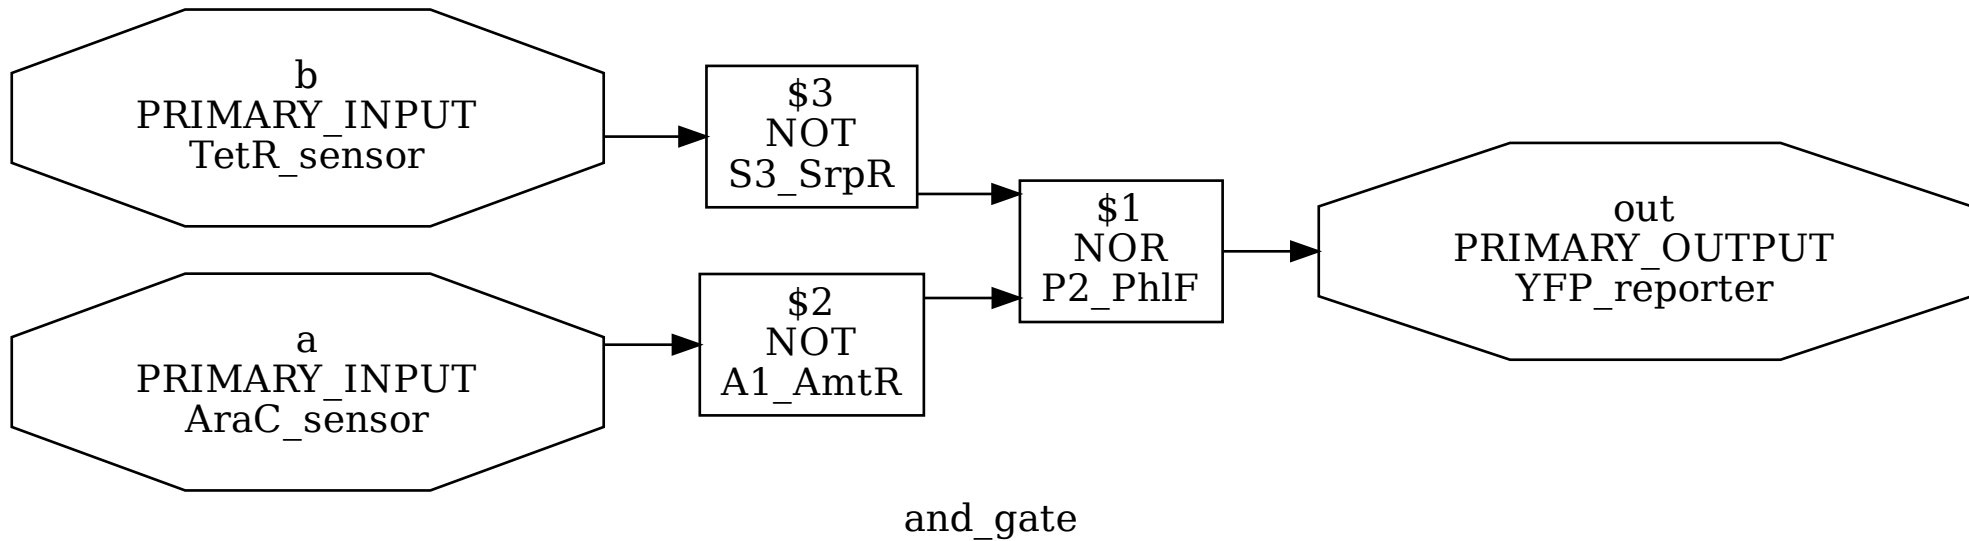 b
PRIMARY_INPUT
TetR_sensor
$3
NOT
S3_SrpR
a
PRIMARY_INPUT
AraC_sensor
$2
NOT
A1_AmtR
$1
NOR
P2_PhlF
out
PRIMARY_OUTPUT
YFP_reporter
and_gate